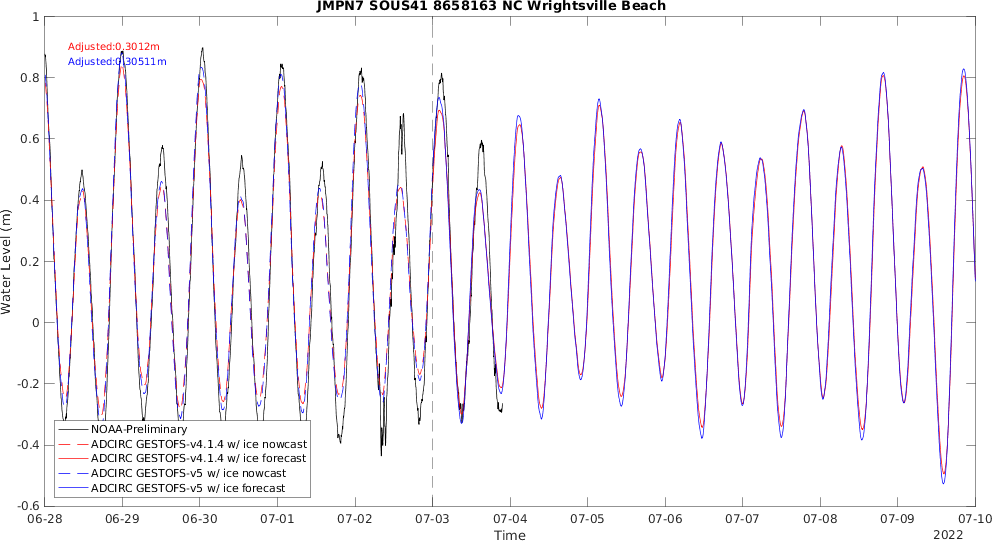 JMPN7 SOUS41 8658163 NC Wrightsville Beach
Adjusted:0.3012m
Adjusted:0.30511m
Water Level (m)
1
0.8
0.6
0.4
0.2
0
-0.2
-0.4
-0.6
NOAA-Preliminary
ADCIRC GESTOFS-v4.1.4 w/ ice nowcast
ADCIRC GESTOFS-v4.1.4 w/ ice forecast
ADCIRC GESTOFS-v5 w/ ice nowcast
ADCIRC GESTOFS-v5 w/ ice forecast
06-28 06-29 06-30 07-01 07-02 07-03 07-04 07-05 07-06 07-07 07-08 07-09 07-10
Time
2022